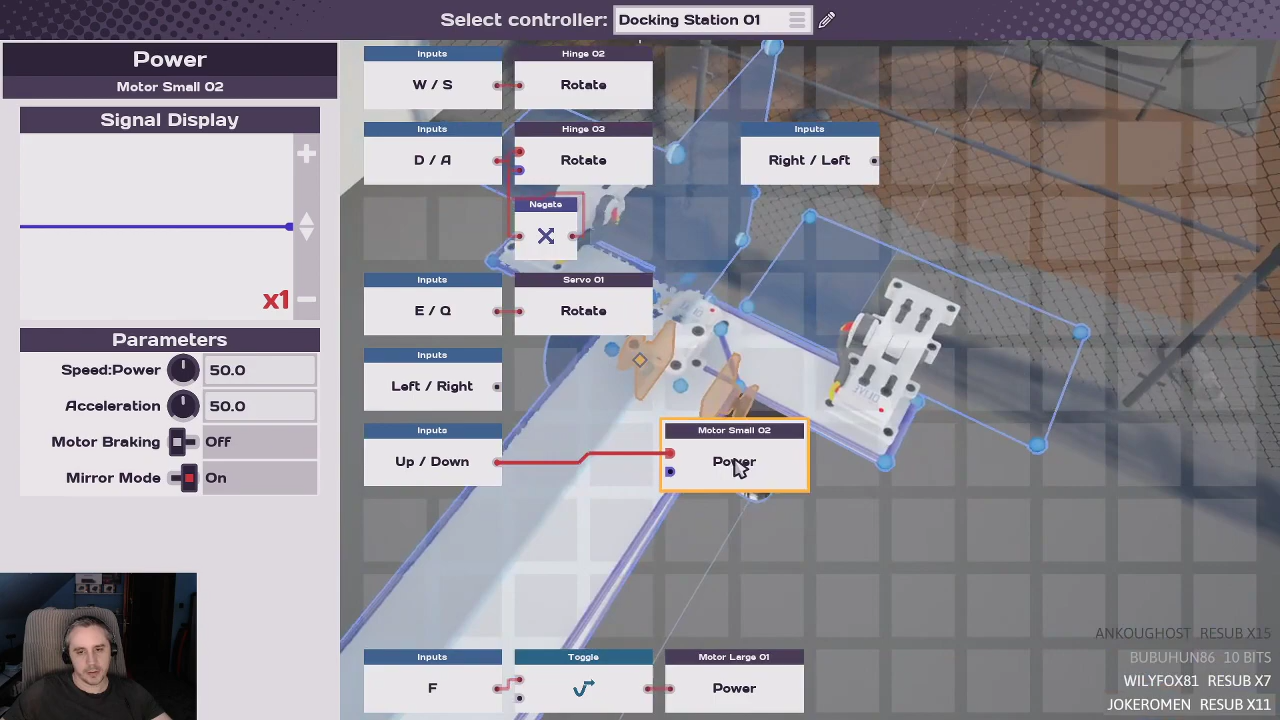 Select controller: Docking Station 01
Power
Motor Small 02
Signal Display
x1
Parameters
Speed:Power 50.0
Acceleration 50.0
Motor Braking Off
Mirror Mode On
Inputs
W / S
Hinge 02
Rotate
Inputs
D / A
Hinge 03
Rotate
Inputs
Right / Left
Negate
Inputs
E / Q
Servo 01
Rotate
Inputs
Left / Right
Inputs
Up / Down
Motor Small 02
Power
Inputs
F
Toggle
Motor Large 01
Power
ANKOUGHOST RESUB X15
BUBUHUN86 10 BITS
WILYFOX81 RESUB X7
JOKEROMEN RESUB X11